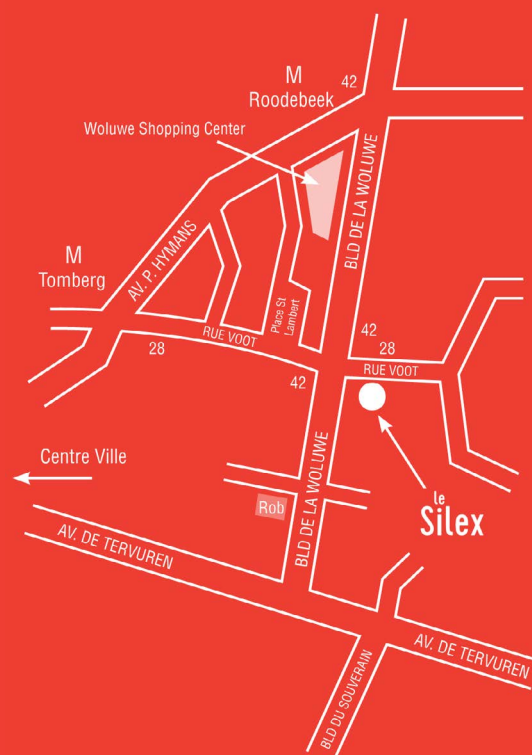 42
M
Roodebeek
Woluwe Shopping Center
BLD DE LA WOLUWE
M
Tomberg
AV. P. HYMANS
Place St
Lambert
RUE VOOT
28
42
28
RUE VOOT
42
Centre Ville
BLD DE LA WOLUWE
Rob
le
Silex
AV. DE TERVUREN
AV. DE TERVUREN
BLD DU SOUVERAIN